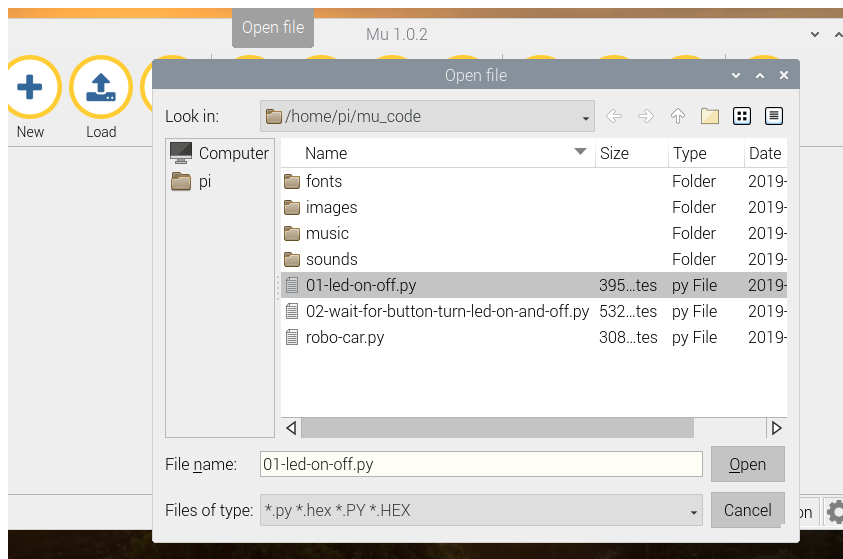 Open file
Mu 1.0.2
New
Load
Open file
Look in:
/home/pi/mu_code
Computer
pi
Name Size Type Date
fonts Folder 2019-
images Folder 2019-
music Folder 2019-
sounds Folder 2019-
01-led-on-off.py 395...tes py File 2019-
02-wait-for-button-turn-led-on-and-off.py 532...tes py File 2019-
robo-car.py 308...tes py File 2019-
File name: 01-led-on-off.py Open
Files of type: *.py *.hex *.PY *.HEX Cancel
on